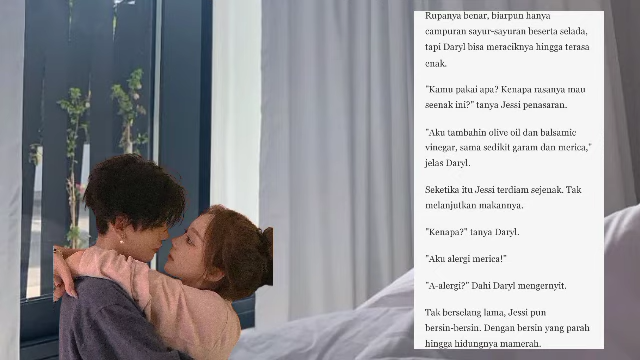 Rupanya benar, biarpun hanya
campuran sayur-sayuran beserta selada,
tapi Daryl bisa meraciknya hingga terasa
enak.
"Kamu pakai apa? Kenapa rasanya mau
seenak ini?" tanya Jessi penasaran.
"Aku tambahin olive oil dan balsamic
vinegar, sama sedikit garam dan merica,"
jelas Daryl.
Seketika itu Jessi terdiam sejenak. Tak
melanjutkan makannya.
"Kenapa?" tanya Daryl.
"Aku alergi merica!"
"A-alergi?" Dahi Daryl mengernyit.
Tak berselang lama, Jessi pun
bersin-bersin. Dengan bersin yang parah
hingga hidungnya mamerah.